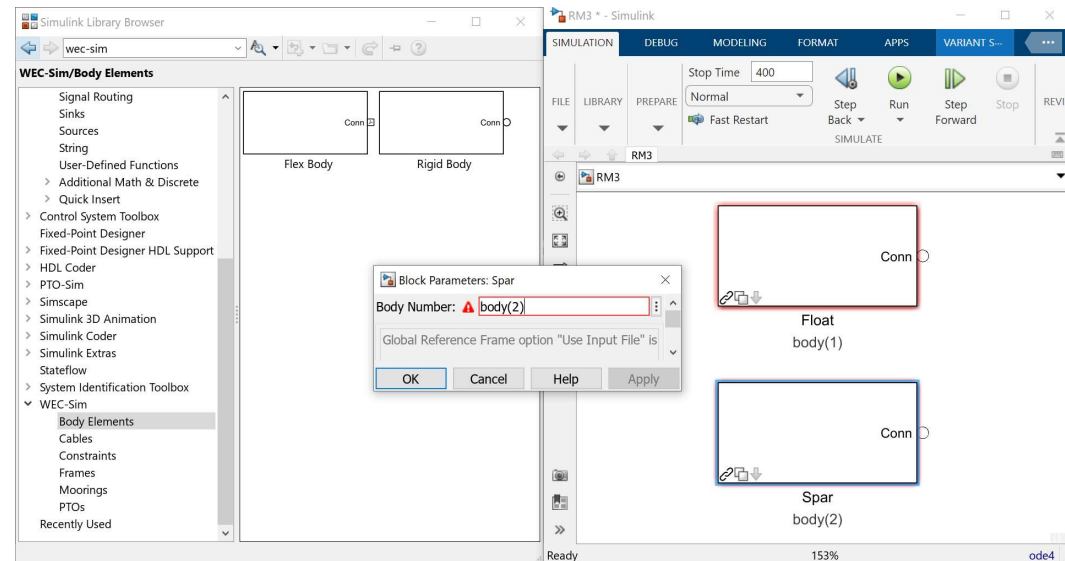 Simulink Library Browser
wec-sim
WEC-Sim/Body Elements
Signal Routing
Sinks
Sources
String
User-Defined Functions
Additional Math & Discrete
Quick Insert
Control System Toolbox
Fixed-Point Designer
Fixed-Point Designer HDL Support
HDL Coder
PTO-Sim
Simscape
Simulink 3D Animation
Simulink Coder
Simulink Extras
Stateflow
System Identification Toolbox
WEC-Sim
Body Elements
Cables
Constraints
Frames
Moorings
PTOs
Recently Used
Conn 2
Conn
Flex Body
Rigid Body
Block Parameters: Spar
Body Number: body(2)
Global Reference Frame option "Use Input File" is
OK Cancel Help Apply
RM3 * - Simulink
SIMULATION DEBUG MODELING FORMAT APPS VARIANT S...
FILE LIBRARY PREPARE
Stop Time 400
Normal
Fast Restart
Step Back
Run
Step Forward
Stop
REVI
SIMULATE
RM3
RM3
Conn
Float
body(1)
Conn
Spar
body(2)
Ready 153% ode4